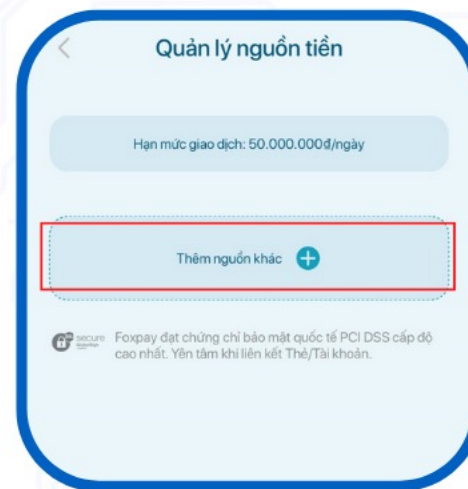 Quản lý nguồn tiền
Hạn mức giao dịch: 50.000.000đ/ngày
Thêm nguồn khác
secure
Foxpay đạt chứng chỉ bảo mật quốc tế PCI DSS cấp độ
cao nhất. Yên tâm khi liên kết Thẻ/Tài khoản.